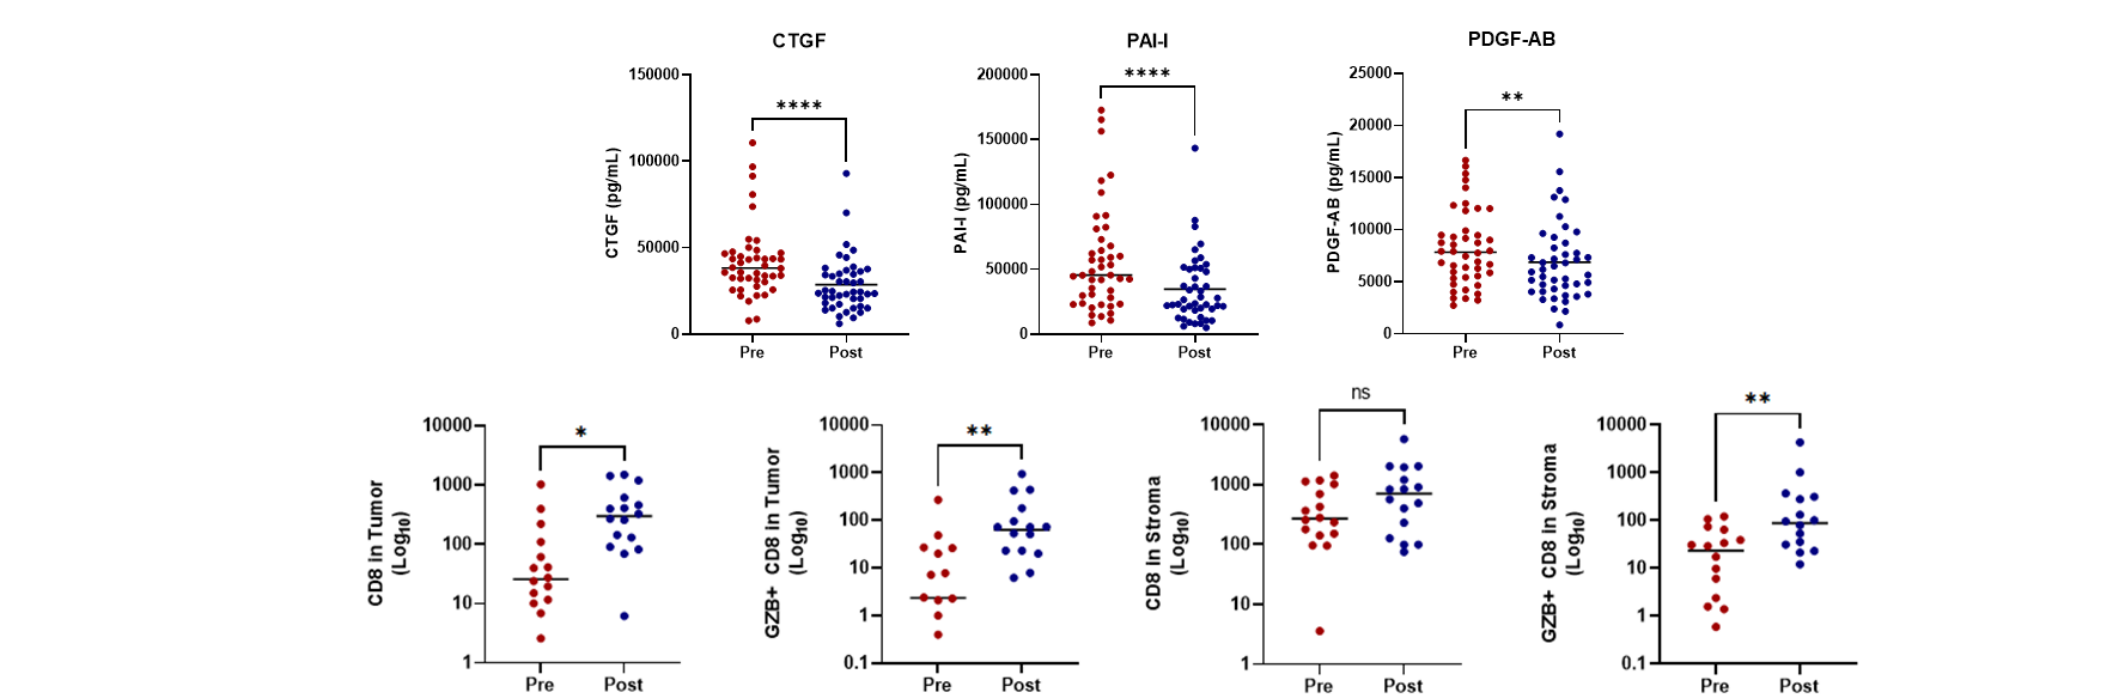 CTGF
CTGF (pg/mL)
150000
100000
50000
0
****
Pre Post
PAI-I
PAI-I (pg/mL)
200000
150000
100000
50000
0
****
Pre Post
PDGF-AB
PDGF-AB (pg/mL)
25000
20000
15000
10000
5000
0
**
Pre Post
CD8 in Tumor
(Log10)
10000
1000
100
10
1
*
Pre Post
GZB+ CD8 in Tumor
(Log10)
10000
1000
100
10
1
0.1
**
Pre Post
CD8 in Stroma
(Log10)
10000
1000
100
10
1
ns
Pre Post
GZB+ CD8 in Stroma
(Log10)
10000
1000
100
10
1
0.1
**
Pre Post